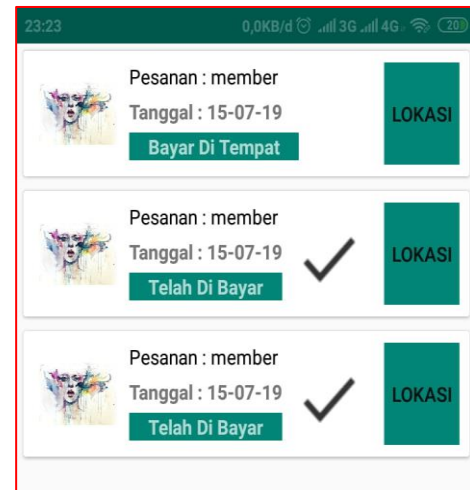 23:23 0,0KB/d 3G 4G 20
Pesanan : member
Tanggal : 15-07-19
Bayar Di Tempat
LOKASI
Pesanan : member
Tanggal : 15-07-19
Telah Di Bayar
LOKASI
Pesanan : member
Tanggal : 15-07-19
Telah Di Bayar
LOKASI